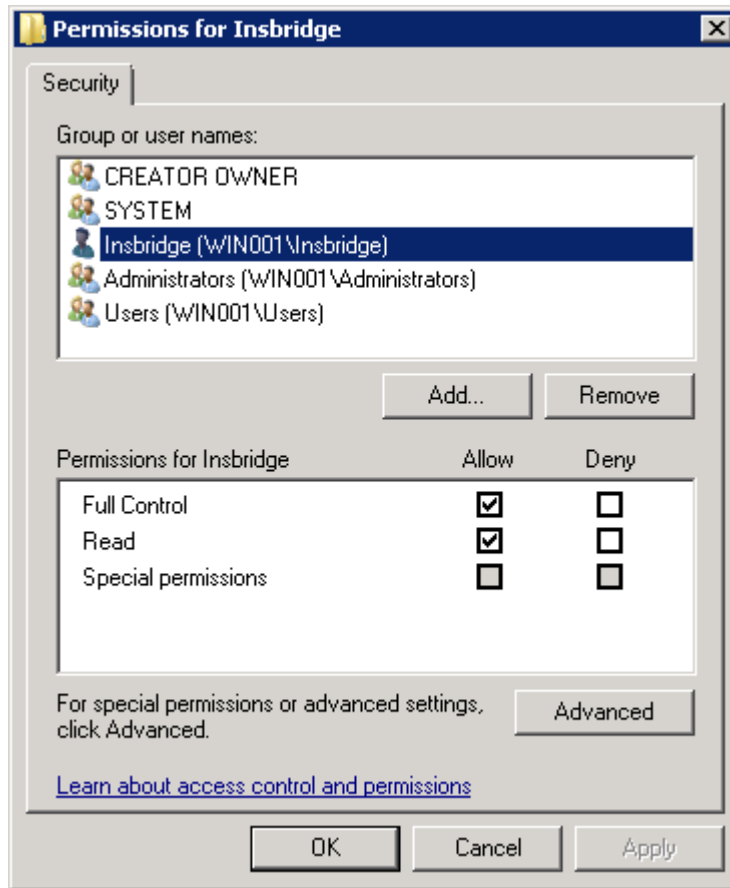 Permissions for Insbridge
Security
Group or user names:
CREATOR OWNER
SYSTEM
Insbridge (WIN001\Insbridge)
Administrators (WIN001\Administrators)
Users (WIN001\Users)
Add... Remove
Permissions for Insbridge Allow Deny
Full Control
Read
Special permissions
For special permissions or advanced settings,
click Advanced.
Advanced
Learn about access control and permissions
OK Cancel Apply